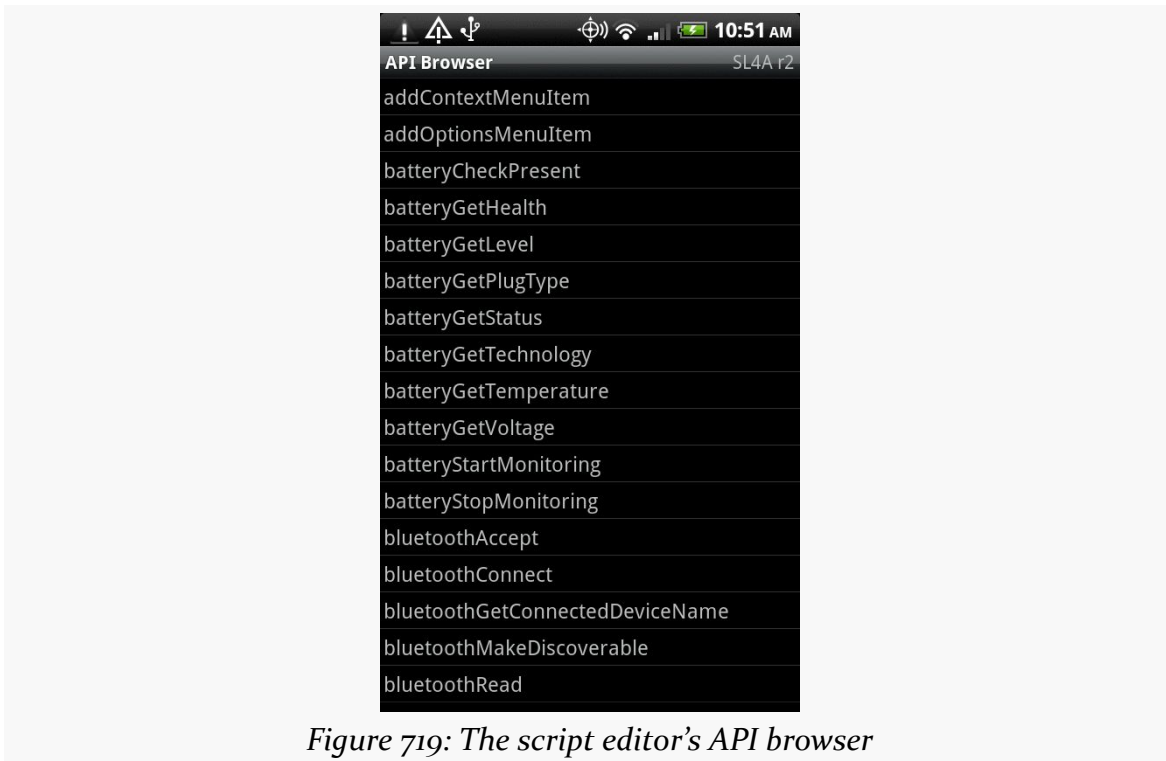 10:51 AM
API Browser SL4A r2
addContextMenuItem
addOptionsMenuItem
batteryCheckPresent
batteryGetHealth
batteryGetLevel
batteryGetPlugType
batteryGetStatus
batteryGetTechnology
batteryGetTemperature
batteryGetVoltage
batteryStartMonitoring
batteryStopMonitoring
bluetoothAccept
bluetoothConnect
bluetoothGetConnectedDeviceName
bluetoothMakeDiscoverable
bluetoothRead
Figure 719: The script editor’s API browser